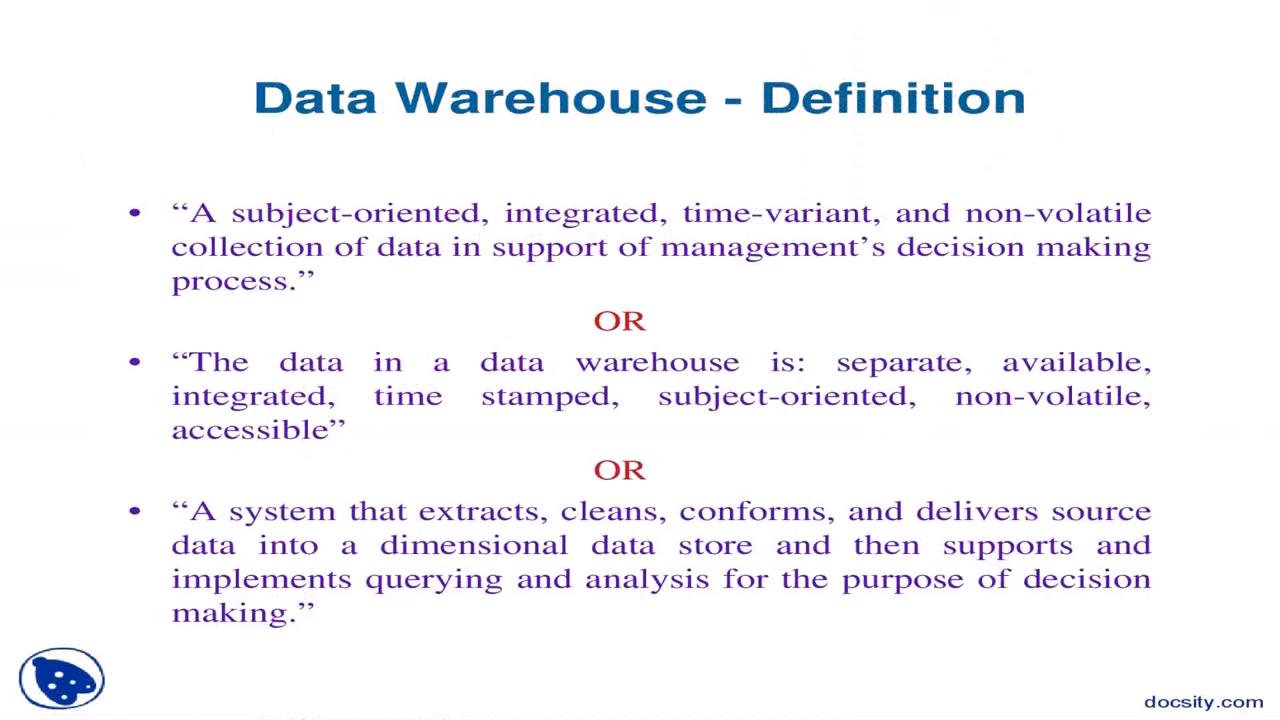 Data Warehouse - Definition
• “A subject-oriented, integrated, time-variant, and non-volatile
collection of data in support of management’s decision making
process.”
OR
• “The data in a data warehouse is: separate, available,
integrated, time stamped, subject-oriented, non-volatile,
accessible”
OR
• “A system that extracts, cleans, conforms, and delivers source
data into a dimensional data store and then supports and
implements querying and analysis for the purpose of decision
making.”
docsity.com